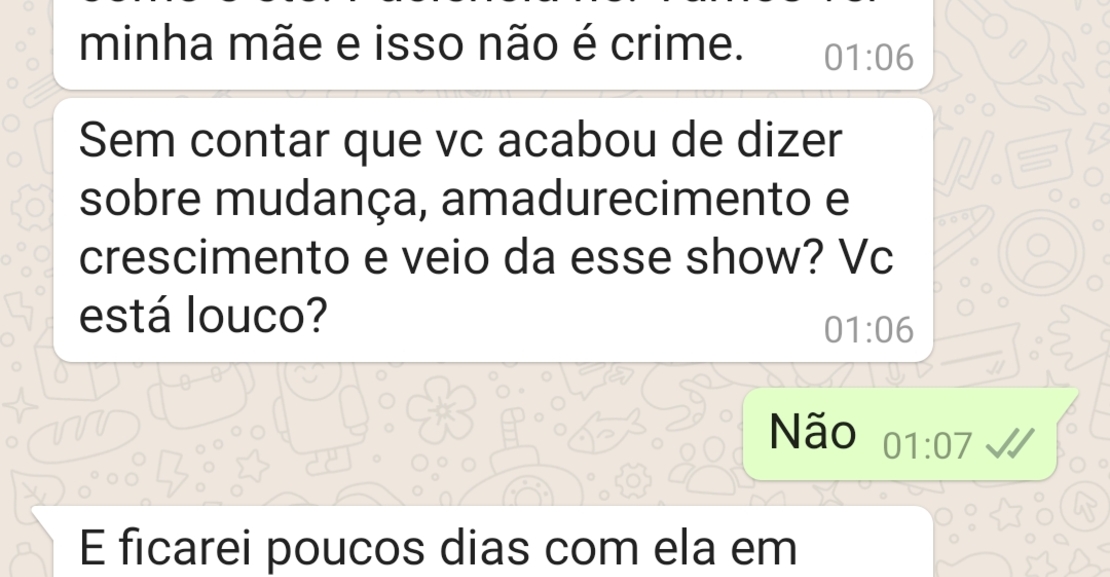 minha mãe e isso não é crime. 01:06
Sem contar que vc acabou de dizer
sobre mudança, amadurecimento e
crescimento e veio da esse show? Vc
está louco? 01:06
Não 01:07
E ficarei poucos dias com ela em